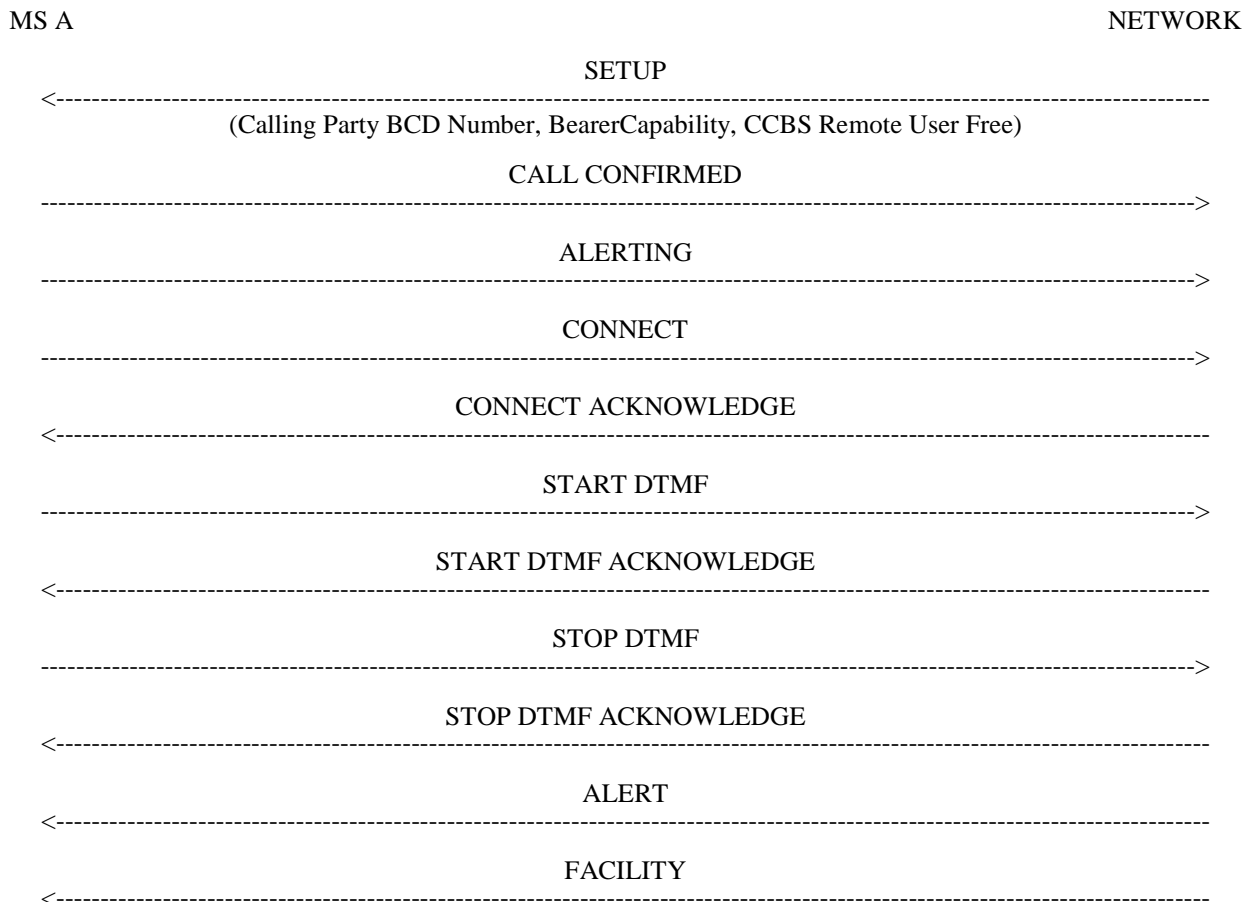 MS A NETWORK
SETUP
<------------------------------------------------------------------------------------------------------------------------------------
(Calling Party BCD Number, BearerCapability, CCBS Remote User Free)
CALL CONFIRMED
------------------------------------------------------------------------------------------------------------------------------------>
ALERTING
------------------------------------------------------------------------------------------------------------------------------------>
CONNECT
------------------------------------------------------------------------------------------------------------------------------------>
CONNECT ACKNOWLEDGE
<------------------------------------------------------------------------------------------------------------------------------------
START DTMF
------------------------------------------------------------------------------------------------------------------------------------>
START DTMF ACKNOWLEDGE
<------------------------------------------------------------------------------------------------------------------------------------
STOP DTMF
------------------------------------------------------------------------------------------------------------------------------------>
STOP DTMF ACKNOWLEDGE
<------------------------------------------------------------------------------------------------------------------------------------
ALERT
<------------------------------------------------------------------------------------------------------------------------------------
FACILITY
<------------------------------------------------------------------------------------------------------------------------------------